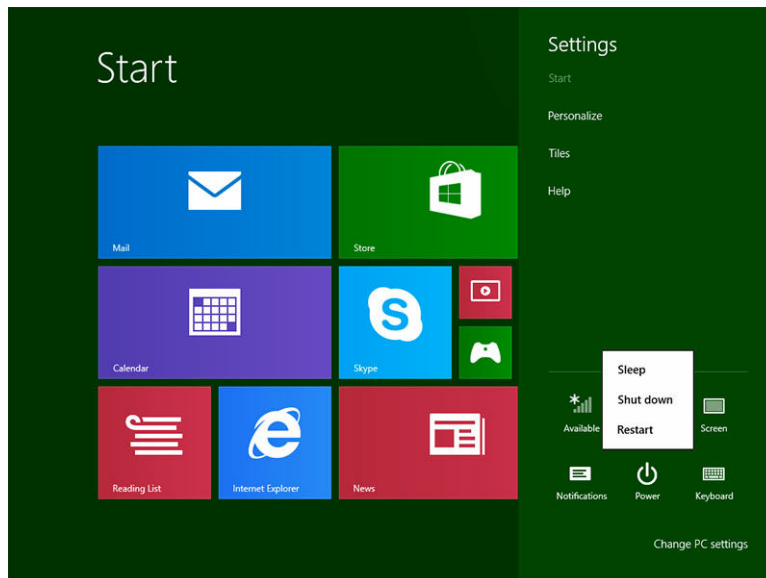 Start
Mail
Store
Calendar
Skype
Reading List
Internet Explorer
News
Settings
Start
Personalize
Tiles
Help
Sleep
Shut down
Restart
Available
Screen
Notifications
Power
Keyboard
Change PC settings